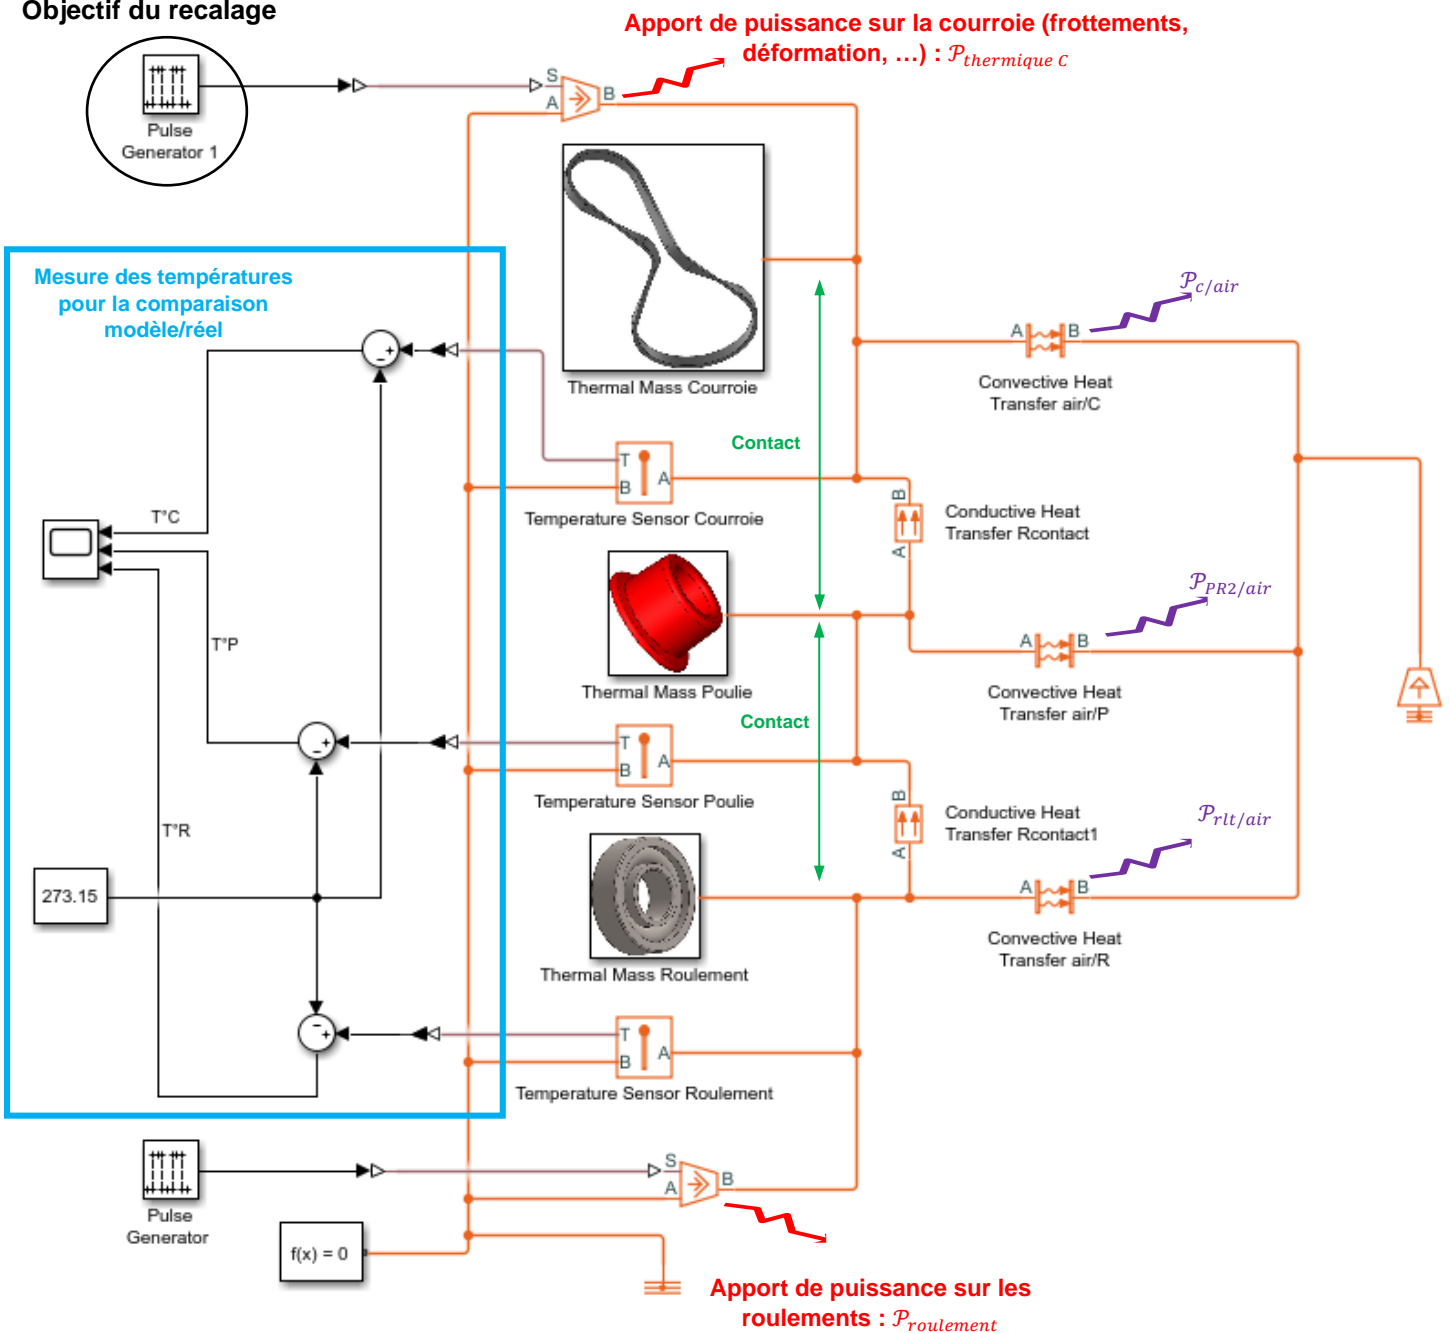 Objectif du recalage
Apport de puissance sur la courroie (frottements,
déformation, …) : 𝒫thermique C
S
A
B
Pulse
Generator 1
Mesure des températures
pour la comparaison
modèle/réel
Thermal Mass Courroie
𝒫c/air
A
B
Convective Heat
Transfer air/C
Contact
T
B
A
Temperature Sensor Courroie
B
A
Conductive Heat
Transfer Rcontact
T°C
𝒫PR2/air
T°P
A
B
Thermal Mass Poulie
Convective Heat
Transfer air/P
Contact
T
B
A
Temperature Sensor Poulie
B
A
Conductive Heat
Transfer Rcontact1
𝒫rlt/air
T°R
273.15
A
B
Convective Heat
Transfer air/R
Thermal Mass Roulement
T
B
A
Temperature Sensor Roulement
S
A
B
Pulse
Generator
f(x) = 0
Apport de puissance sur les
roulements : 𝒫roulement